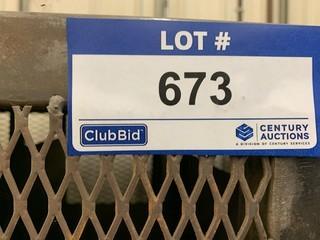 LOT #
673
ClubBid
CENTURY
AUCTIONS
A DIVISION OF CENTURY SERVICES